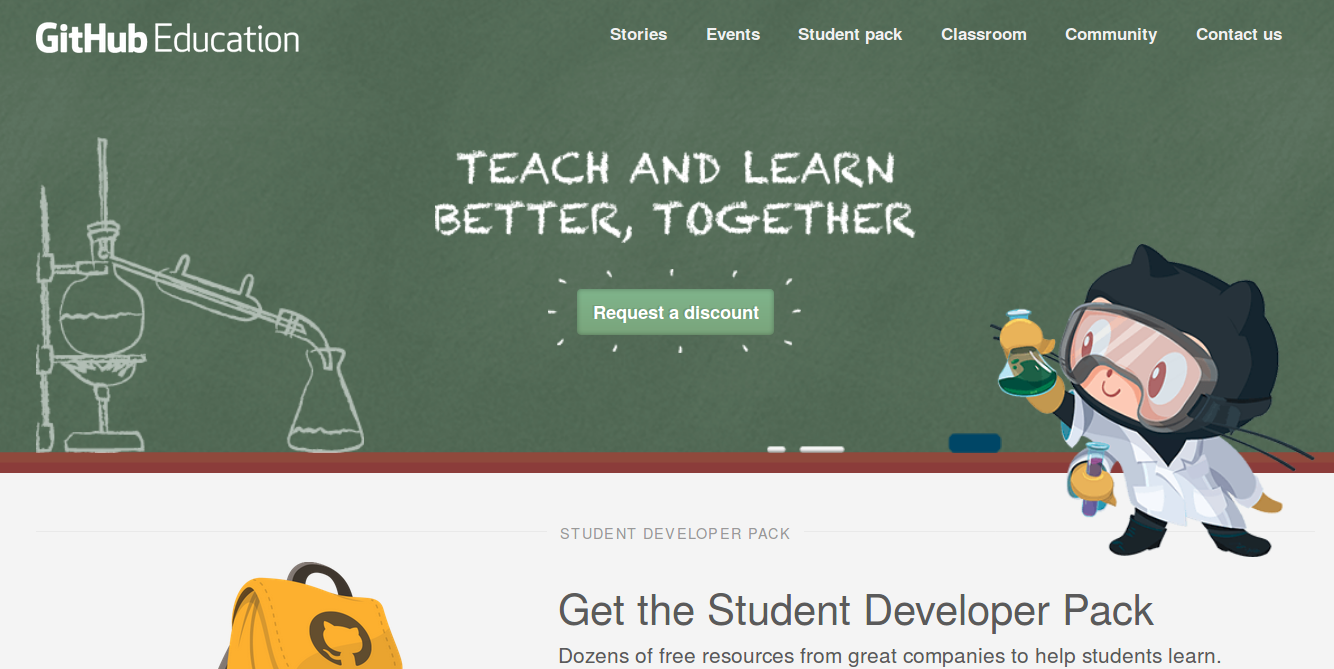 GitHub Education
Stories Events Student pack Classroom Community Contact us
TEACH AND LEARN
BETTER, TOGETHER
Request a discount
STUDENT DEVELOPER PACK
Get the Student Developer Pack
Dozens of free resources from great companies to help students learn.